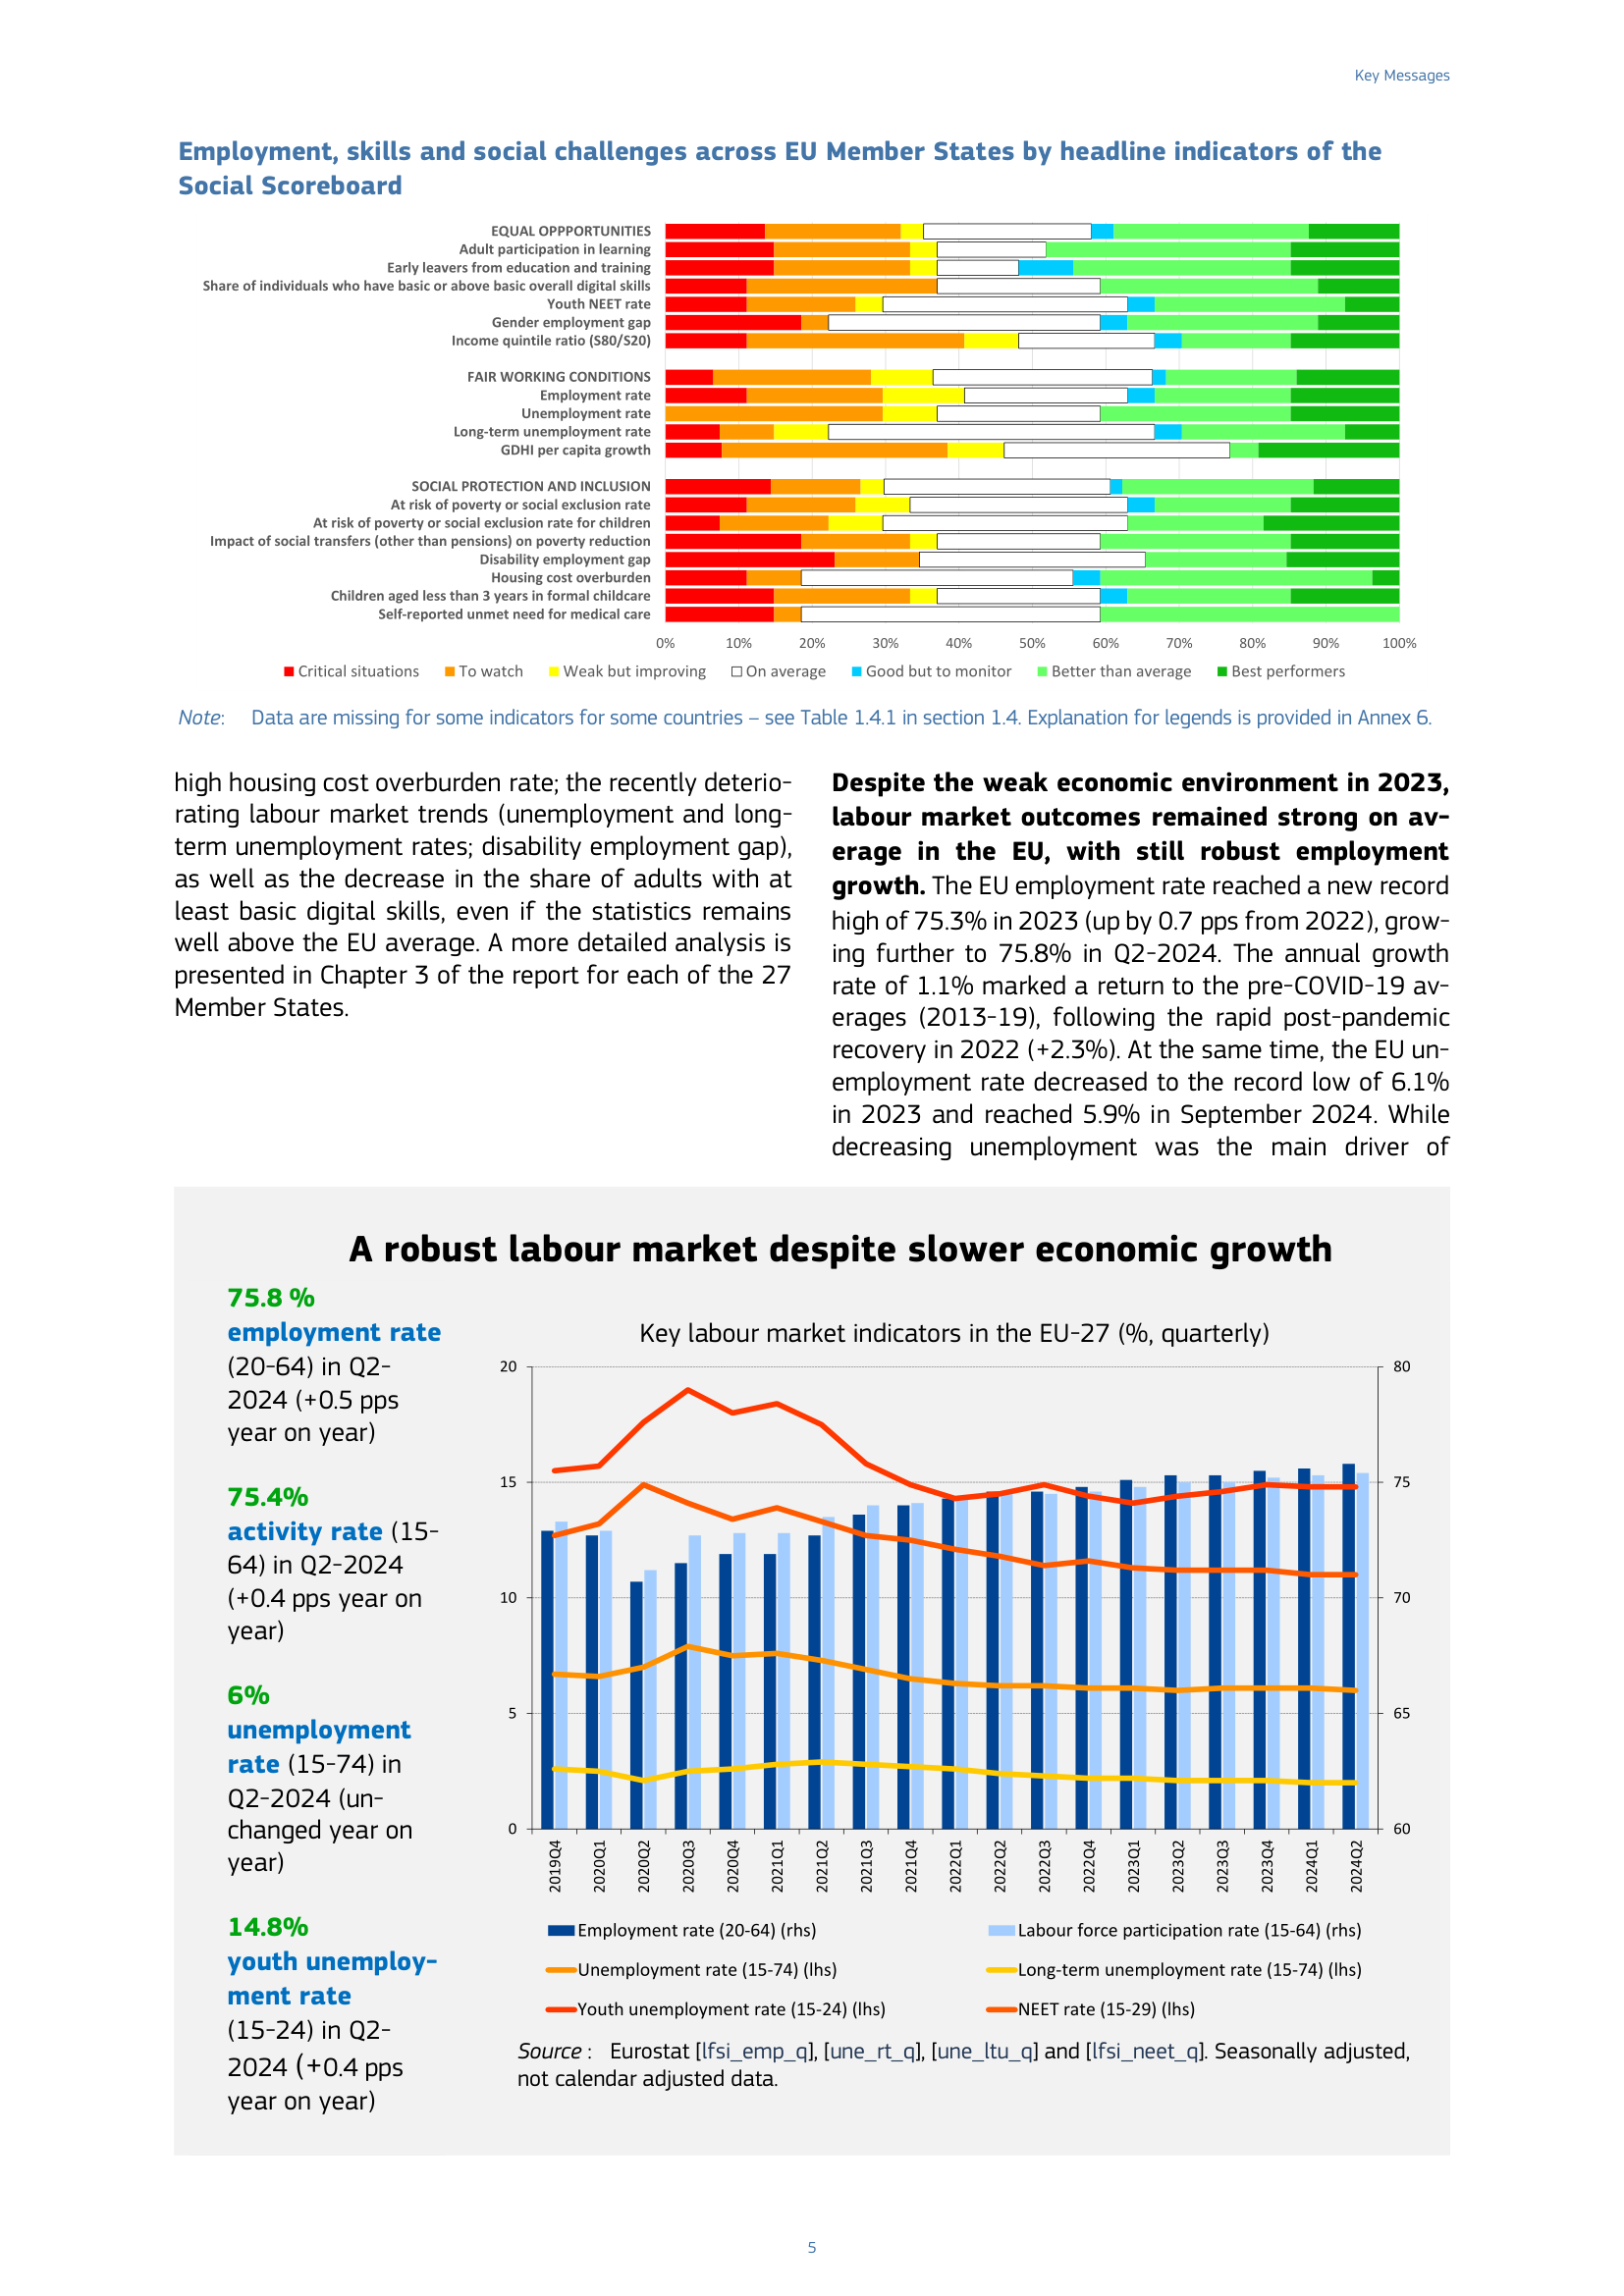 Key Messages
Employment, skills and social challenges across EU Member States by headline indicators of the
Social Scoreboard
EQUAL OPPPORTUNITIES
Adult participation in learning
Early leavers from education and training
Share of individuals who have basic or above basic overall digital skills
Youth NEET rate
Gender employment gap
Income quintile ratio (S80/S20)
FAIR WORKING CONDITIONS
Employment rate
Unemployment rate
Long-term unemployment rate
GDHI per capita growth
SOCIAL PROTECTION AND INCLUSION
At risk of poverty or social exclusion rate
At risk of poverty or social exclusion rate for children
Impact of social transfers (other than pensions) on poverty reduction
Disability employment gap
Housing cost overburden
Children aged less than 3 years in formal childcare
Self-reported unmet need for medical care
0% 10% 20% 30% 40% 50% 60% 70% 80% 90% 100%
Critical situations To watch Weak but improving On average Good but to monitor Better than average Best performers
Note: Data are missing for some indicators for some countries – see Table 1.4.1 in section 1.4. Explanation for legends is provided in Annex 6.
high housing cost overburden rate; the recently deterio-
rating labour market trends (unemployment and long-
term unemployment rates; disability employment gap),
as well as the decrease in the share of adults with at
least basic digital skills, even if the statistics remains
well above the EU average. A more detailed analysis is
presented in Chapter 3 of the report for each of the 27
Member States.
Despite the weak economic environment in 2023,
labour market outcomes remained strong on av-
erage in the EU, with still robust employment
growth. The EU employment rate reached a new record
high of 75.3% in 2023 (up by 0.7 pps from 2022), grow-
ing further to 75.8% in Q2-2024. The annual growth
rate of 1.1% marked a return to the pre-COVID-19 av-
erages (2013-19), following the rapid post-pandemic
recovery in 2022 (+2.3%). At the same time, the EU un-
employment rate decreased to the record low of 6.1%
in 2023 and reached 5.9% in September 2024. While
decreasing unemployment was the main driver of
A robust labour market despite slower economic growth
75.8 %
employment rate
(20-64) in Q2-
2024 (+0.5 pps
year on year)
75.4%
activity rate (15-
64) in Q2-2024
(+0.4 pps year on
year)
6%
unemployment
rate (15-74) in
Q2-2024 (un-
changed year on
year)
14.8%
youth unemploy-
ment rate
(15-24) in Q2-
2024 (+0.4 pps
year on year)
Key labour market indicators in the EU-27 (%, quarterly)
20 80
15 75
10 70
5 65
0 60
2019Q4 2020Q1 2020Q2 2020Q3 2020Q4 2021Q1 2021Q2 2021Q3 2021Q4 2022Q1 2022Q2 2022Q3 2022Q4 2023Q1 2023Q2 2023Q3 2023Q4 2024Q1 2024Q2
Employment rate (20-64) (rhs) Labour force participation rate (15-64) (rhs)
Unemployment rate (15-74) (lhs) Long-term unemployment rate (15-74) (lhs)
Youth unemployment rate (15-24) (lhs) NEET rate (15-29) (lhs)
Source : Eurostat [lfsi_emp_q], [une_rt_q], [une_ltu_q] and [lfsi_neet_q]. Seasonally adjusted,
not calendar adjusted data.
5